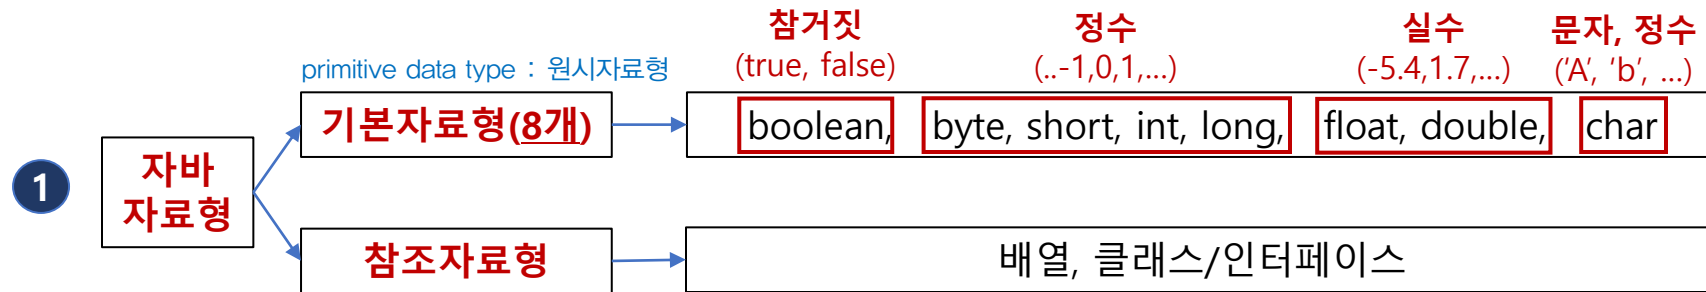 참거짓
(true, false)
정수
(..-1,0,1,...)
실수
(-5.4,1.7,...)
문자, 정수
('A', 'b', ...)
primitive data type : 원시자료형
기본자료형(8개)
boolean, byte, short, int, long, float, double, char
1
자바
자료형
참조자료형
배열, 클래스/인터페이스